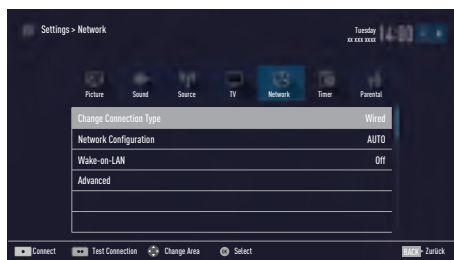 Settings > Network
Tuesday
xx xxx xxxx
14:00
Picture Sound Source TV Network Timer Parental
Change Connection Type Wired
Network Configuration AUTO
Wake-on-LAN Off
Advanced
Connect Test Connection Change Area OK Select BACK Zurück